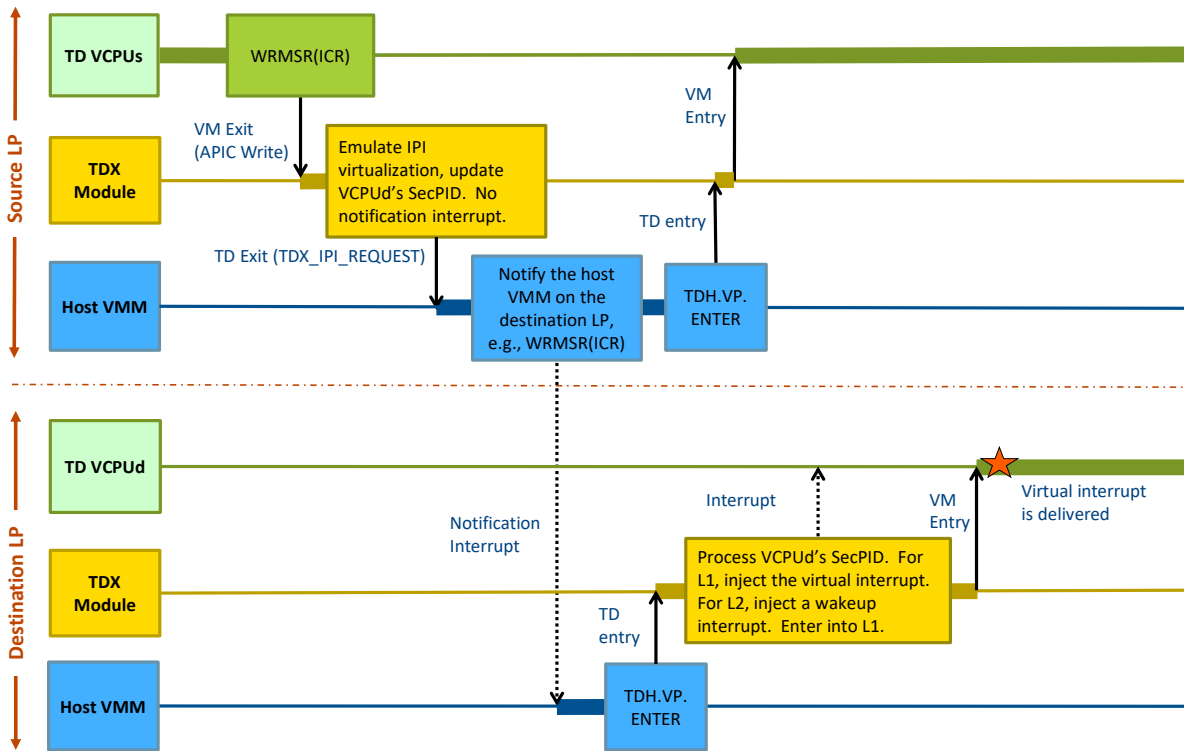 Source LP
TD VCPUs
WRMSR(ICR)
VM Exit
(APIC Write)
VM
Entry
TDX
Module
Emulate IPI
virtualization, update
VCPUd's SecPID. No
notification interrupt.
TD entry
TD Exit (TDX_IPI_REQUEST)
Host VMM
Notify the host
VMM on the
destination LP,
e.g., WRMSR(ICR)
TDH.VP.
ENTER
Destination LP
TD VCPUd
Interrupt
VM
Entry
Virtual interrupt
is delivered
Notification
Interrupt
TDX
Module
Process VCPUd's SecPID. For
L1, inject the virtual interrupt.
For L2, inject a wakeup
interrupt. Enter into L1.
TD
entry
Host VMM
TDH.VP.
ENTER